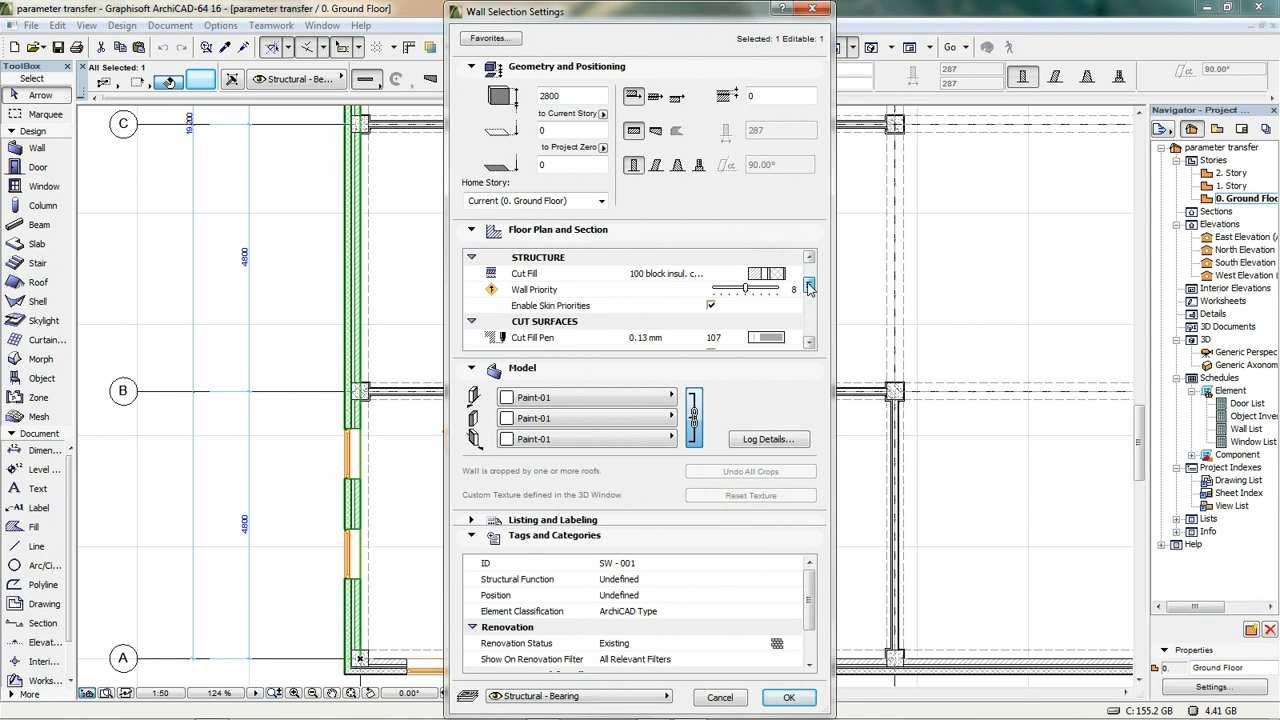 parameter transfer - Graphisoft ArchiCAD-64 16 - [parameter transfer / 0. Ground Floor]
File Edit View Design Document Options Teamwork Window Help
Go
ToolBox
Select
Arrow
Marquee
Design
Wall
Door
Window
Column
Beam
Slab
Stair
Roof
Shell
Skylight
Curtain...
Morph
Object
Zone
Mesh
Document
Dimen...
Level ...
Text
Label
Fill
Line
Arc/Ci...
Polyline
Drawing
Section
Elevat...
Interi...
Works...
More
All Selected: 1
Structural - Be...
C
B
A
19,000
4,800
4,800
1:50
124 %
0.00°
Wall Selection Settings
Favorites...
Selected: 1 Editable: 1
Geometry and Positioning
2800
to Current Story
0
to Project Zero
0
Home Story:
Current (0. Ground Floor)
0
287
90.00°
Floor Plan and Section
STRUCTURE
Cut Fill 100 block insul. c...
Wall Priority 8
Enable Skin Priorities
CUT SURFACES
Cut Fill Pen 0.13 mm 107
Model
Paint-01
Paint-01
Paint-01
Log Details...
Wall is cropped by one or more roofs.
Undo All Crops
Custom Texture defined in the 3D Window.
Reset Texture
Listing and Labeling
Tags and Categories
ID SW - 001
Structural Function Undefined
Position Undefined
Element Classification ArchiCAD Type
Renovation
Renovation Status Existing
Show On Renovation Filter All Relevant Filters
Structural - Bearing
Cancel
OK
287
287
90.00°
Navigator - Project ...
parameter transfer
Stories
2. Story
1. Story
0. Ground Floo
Sections
Elevations
East Elevation (A
North Elevation (
South Elevation (
West Elevation (
Interior Elevations
Worksheets
Details
3D Documents
3D
Generic Perspec
Generic Axonom
Schedules
Element
Door List
Object Inver
Wall List
Window List
Component
Project Indexes
Drawing List
Sheet Index
View List
Lists
Info
Help
Properties
0. Ground Floor
Settings...
C: 155.2 GB
4.41 GB